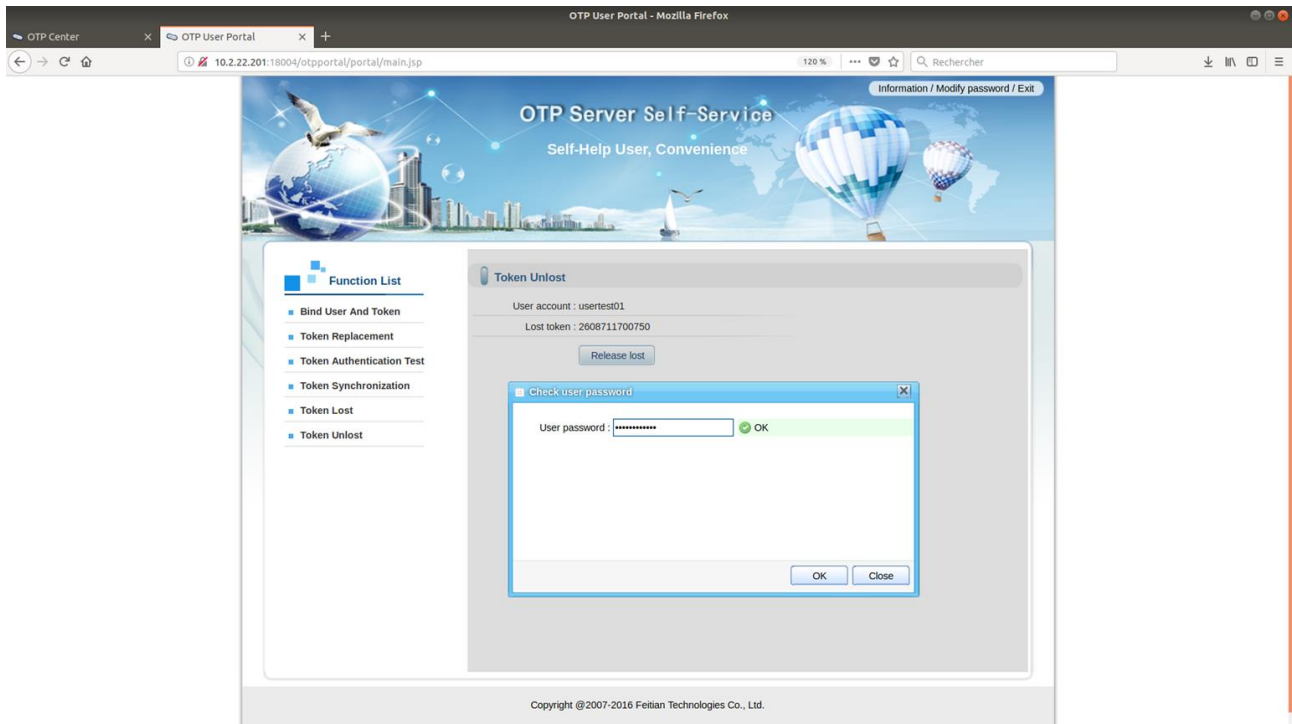 OTP User Portal - Mozilla Firefox
OTP Center
OTP User Portal
10.2.22.201:18004/otpportal/portal/main.jsp
120 %
Rechercher
Information / Modify password / Exit
OTP Server Self-Service
Self-Help User, Convenience
Function List
Bind User And Token
Token Replacement
Token Authentication Test
Token Synchronization
Token Lost
Token Unlost
Token Unlost
User account : usertest01
Lost token : 2608711700750
Release lost
Check user password
User password : ••••••••••••
OK
OK
Close
Copyright @2007-2016 Feitian Technologies Co., Ltd.